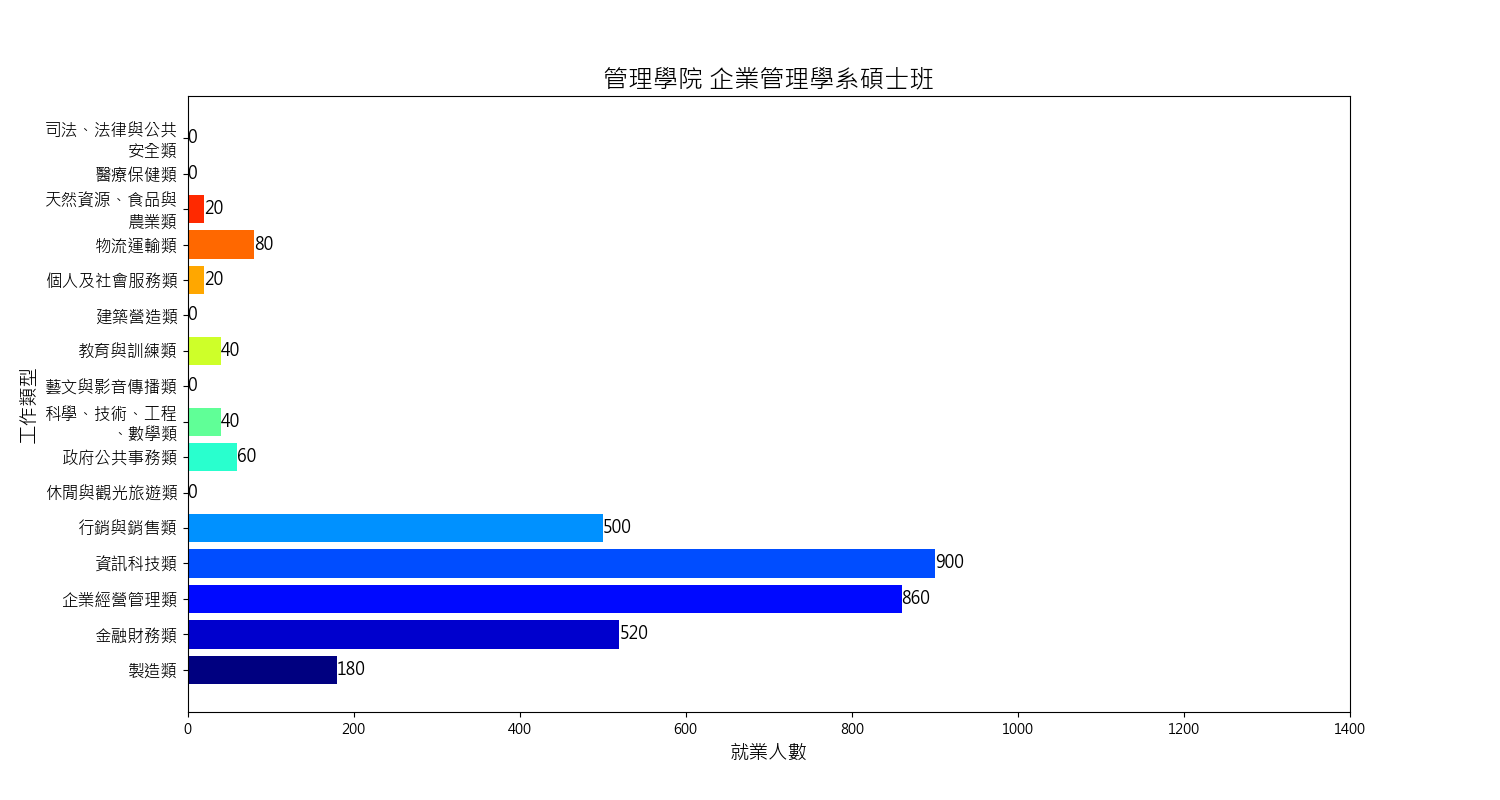 管理學院 企業管理學系碩士班
司法、法律與公共
安全類
0
醫療保健類
0
天然資源、食品與
農業類
20
物流運輸類
80
個人及社會服務類
20
建築營造類
0
教育與訓練類
40
藝文與影音傳播類
0
科學、技術、工程
、數學類
40
政府公共事務類
60
休閒與觀光旅遊類
0
行銷與銷售類
500
資訊科技類
900
企業經營管理類
860
金融財務類
520
製造類
180
工作類型
0 200 400 600 800 1000 1200 1400
就業人數